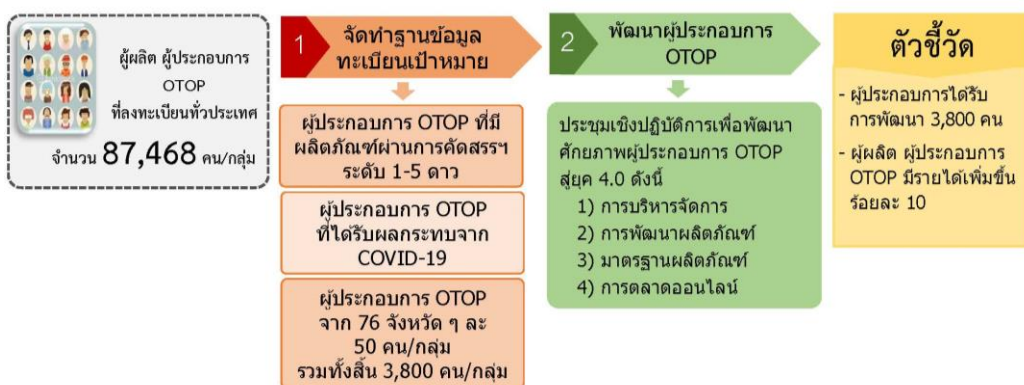 ผู้ผลิต ผู้ประกอบการ
OTOP
ที่ลงทะเบียนทั่วประเทศ
จำนวน 87,468 คน/กลุ่ม
1
จัดทำฐานข้อมูล
ทะเบียนเป้าหมาย
ผู้ประกอบการ OTOP ที่มี
ผลิตภัณฑ์ผ่านการคัดสรรฯ
ระดับ 1-5 ดาว
ผู้ประกอบการ OTOP
ที่ได้รับผลกระทบจาก
COVID-19
ผู้ประกอบการ OTOP
จาก 76 จังหวัด ๆ ละ
50 คน/กลุ่ม
รวมทั้งสิ้น 3,800 คน/กลุ่ม
2
พัฒนาผู้ประกอบการ
OTOP
ประชุมเชิงปฏิบัติการเพื่อพัฒนา
ศักยภาพผู้ประกอบการ OTOP
สู่ยุค 4.0 ดังนี้
1) การบริหารจัดการ
2) การพัฒนาผลิตภัณฑ์
3) มาตรฐานผลิตภัณฑ์
4) การตลาดออนไลน์
ตัวชี้วัด
- ผู้ประกอบการได้รับ
การพัฒนา 3,800 คน
- ผู้ผลิต ผู้ประกอบการ
OTOP มีรายได้เพิ่มขึ้น
ร้อยละ 10